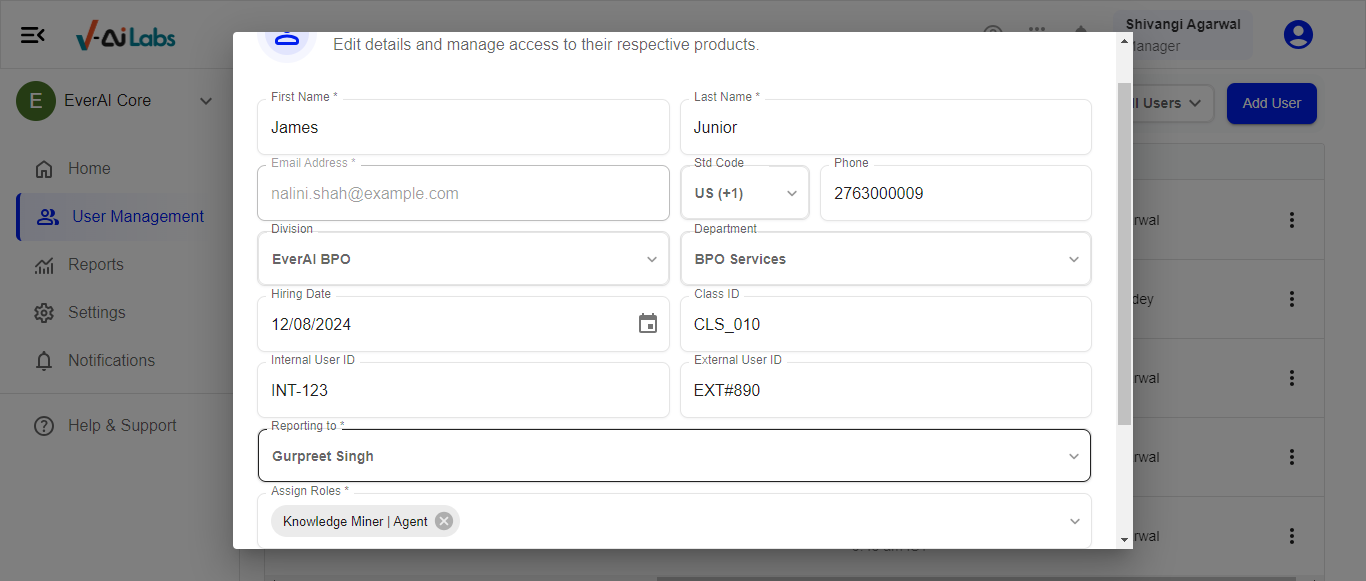 V-Ai Labs
Shivangi Agarwal
Manager
E
EverAI Core
Home
User Management
Reports
Settings
Notifications
Help & Support
Users
Add User
Edit details and manage access to their respective products.
First Name *
James
Last Name *
Junior
Email Address *
nalini.shah@example.com
Std Code
US (+1)
Phone
2763000009
Division
EverAI BPO
Department
BPO Services
Hiring Date
12/08/2024
Class ID
CLS_010
Internal User ID
INT-123
External User ID
EXT#890
Reporting to *
Gurpreet Singh
Assign Roles *
Knowledge Miner | Agent
rwal
dey
rwal
rwal
rwal